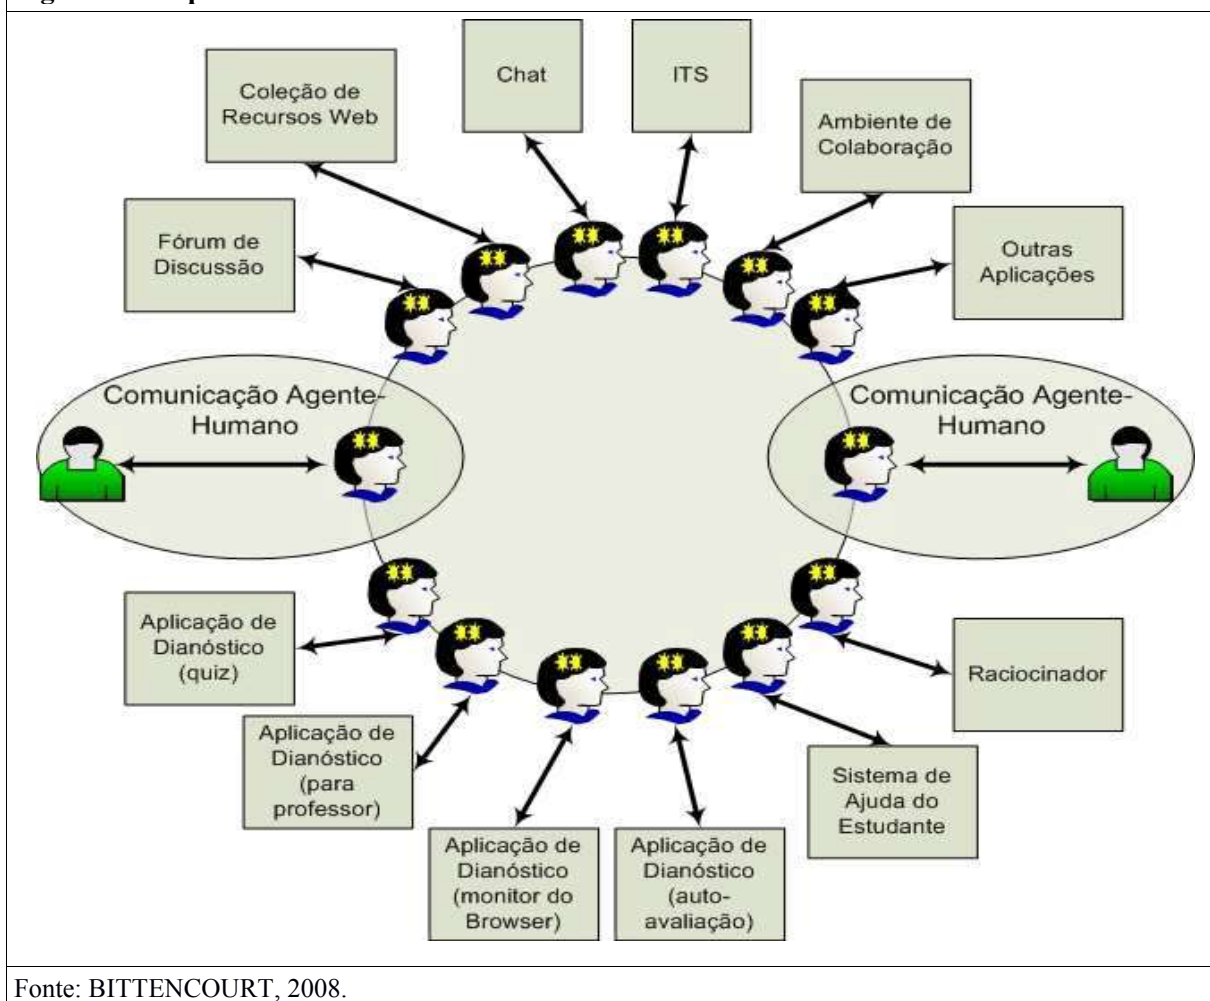 Chat
ITS
Coleção de
Recursos Web
Ambiente de
Colaboração
Fórum de
Discussão
Outras
Aplicações
Comunicação Agente-
Humano
Comunicação Agente-
Humano
Aplicação de
Dianóstico
(quiz)
Raciocinador
Aplicação de
Dianóstico
(para
professor)
Sistema de
Ajuda do
Estudante
Aplicação de
Dianóstico
(monitor do
Browser)
Aplicação de
Dianóstico
(auto-
avaliação)
Fonte: BITTENCOURT, 2008.